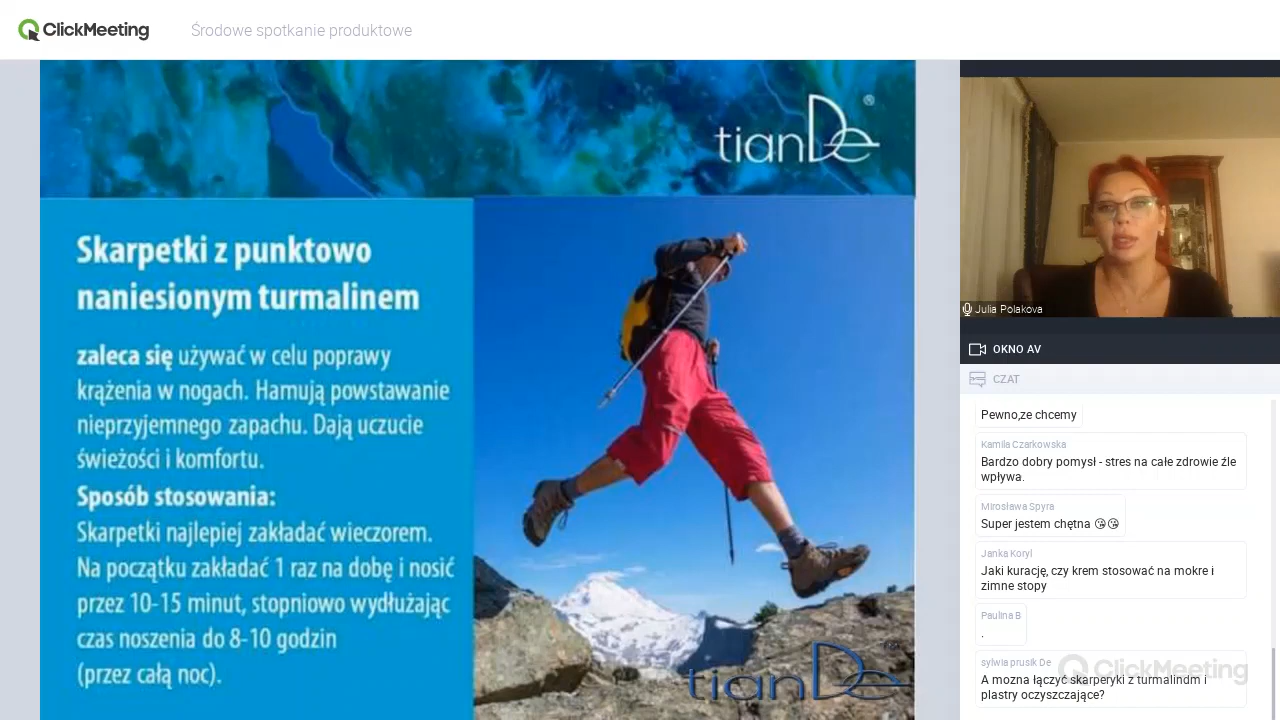 ClickMeeting
Środowe spotkanie produktowe
tianDe®
Skarpetki z punktowo
naniesionym turmalinem
zaleca się używać w celu poprawy
krążenia w nogach. Hamują powstawanie
nieprzyjemnego zapachu. Dają uczucie
świeżości i komfortu.
Sposób stosowania:
Skarpetki najlepiej zakładać wieczorem.
Na początku zakładać 1 raz na dobę i nosić
przez 10-15 minut, stopniowo wydłużając
czas noszenia do 8-10 godzin
(przez całą noc).
tianDe
Julia Polakova
OKNO AV
CZAT
Pewno,ze chcemy
Kamila Czarkowska
Bardzo dobry pomysł - stres na całe zdrowie źle
wpływa.
Mirosława Spyra
Super jestem chętna 😘😘
Janka Koryl
Jaki kurację, czy krem stosować na mokre i
zimne stopy
Paulina B
.
sylwia prusik De
A mozna łączyć skarperyki z turmalindm i
plastry oczyszczające?
ClickMeeting